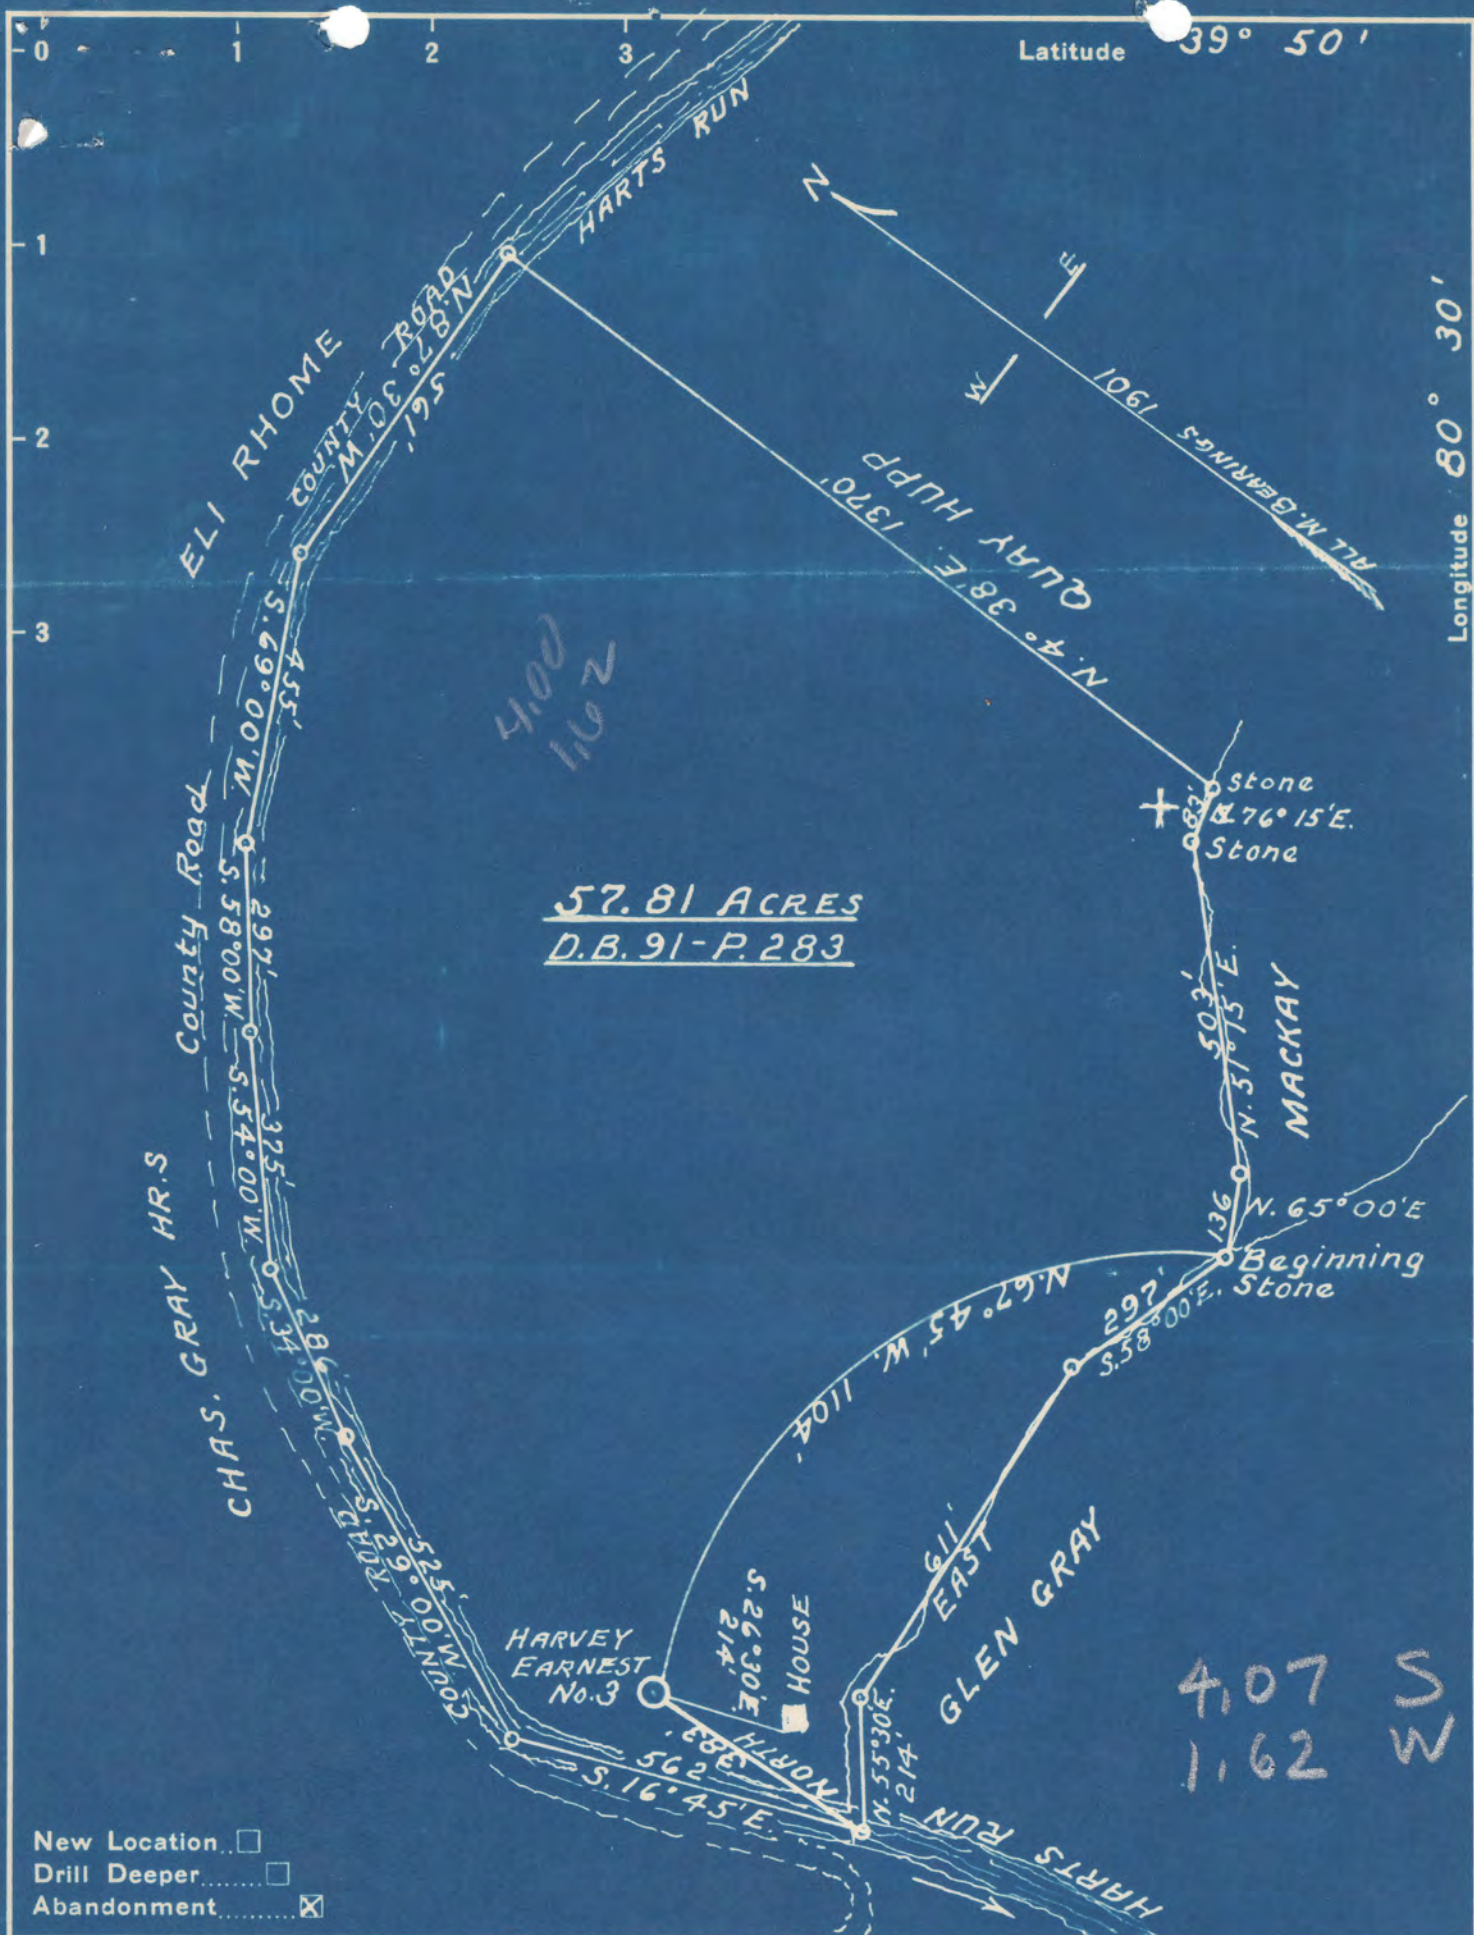 0
1
2
3
Latitude 39° 50'
1
2
3
Longitude 80° 30'
HARTS RUN
N
E
W
ALL M. BEARINGS 1901
COUNTY ROAD
N. 87° 30' W.
561'
ELI RHOME
QUAY HUPP
N. 4° 38'E. 1370'
S. 69° 00'W.
455'
4.00
1.62
Stone
83'
N. 76° 15'E.
Stone
County Road
57.81 ACRES
D.B. 91 - P. 283
S. 58° 00'W.
297'
503'
N. 51° 15' E.
MACKAY
S. 54° 00' W.
375'
136
N. 65° 00'E
Beginning
Stone
CHAS. GRAY HR.S
S. 34° 00'W.
286'
N. 67° 45' W. 1104'
297'
S. 58° 00'E.
COUNTY ROAD
S. 29° 00' W.
525'
611'
EAST
GLEN GRAY
HARVEY
EARNEST
No. 3
S. 26° 30'E.
214'
HOUSE
NORTH
383'
562'
S. 16° 45'E.
N. 55° 30'E.
214'
HARTS RUN
4.07 S
1.62 W
New Location..
Drill Deeper........
Abandonment.......... X